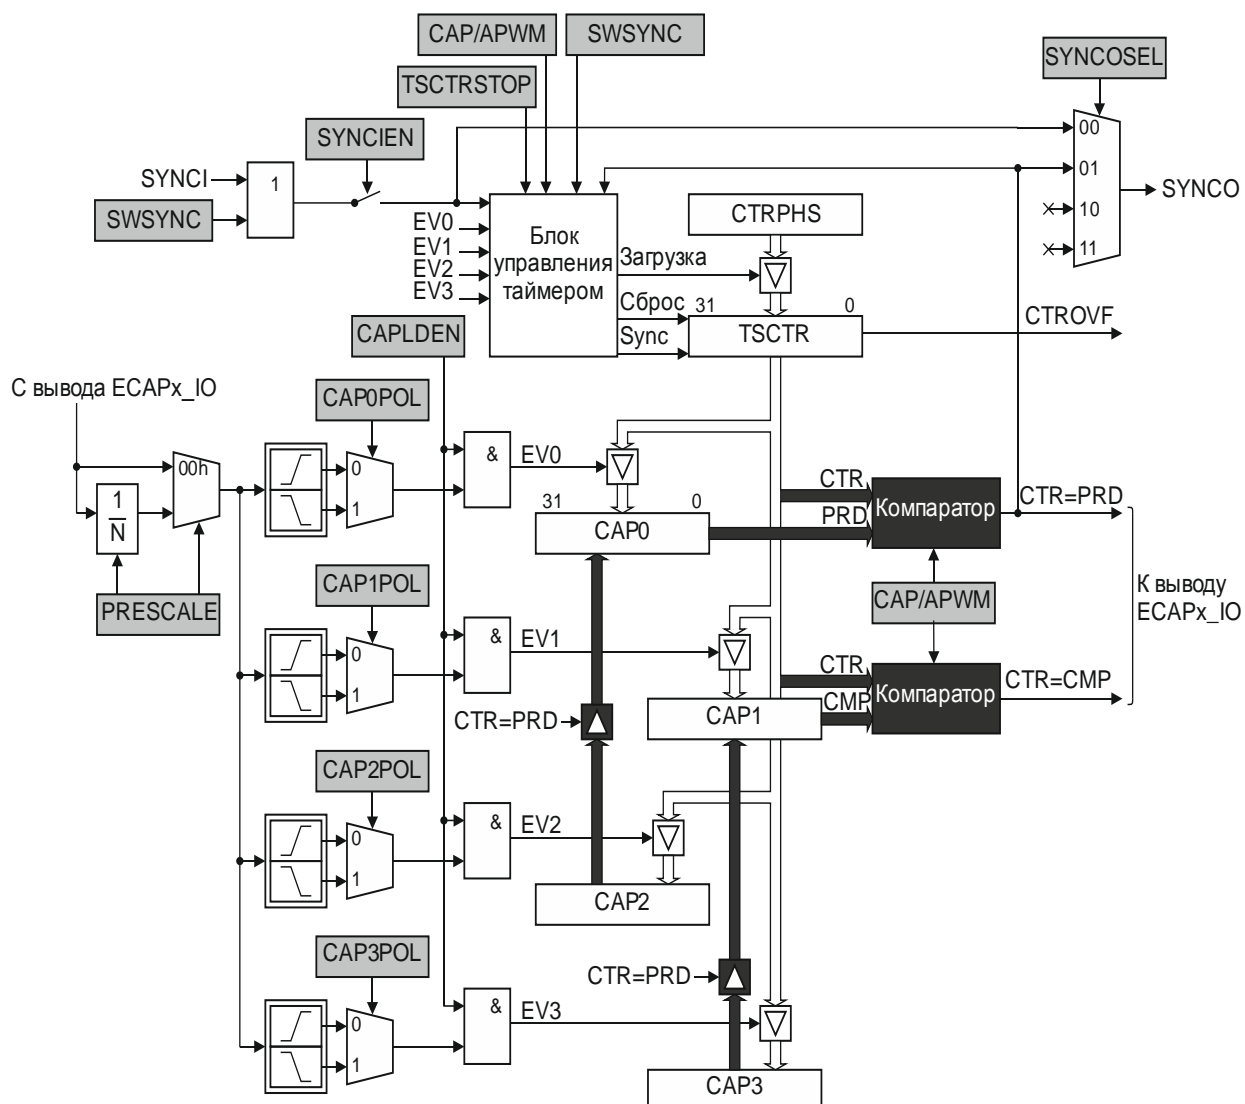 CAP/APWM
SWSYNC
SYNCOSEL
TSCTRSTOP
SYNCIEN
00
SYNCI
1
01
SYNCO
SWSYNC
CTRPHS
10
EV0
EV1
EV2
EV3
Блок
управления
таймером
Загрузка
11
Сброс
31
0
CTROVF
CAPLDEN
Sync
TSCTR
С вывода ECAPx_IO
CAP0POL
&
EV0
00h
0
1
1
N
31
0
CTR
Компаратор
CTR=PRD
CAP0
PRD
PRESCALE
CAP1POL
CAP/APWM
К выводу
ECAPx_IO
&
EV1
0
1
CTR
Компаратор
CTR=CMP
CTR=PRD
CAP1
CMP
CAP2POL
&
EV2
0
1
CAP2
CAP3POL
CTR=PRD
&
EV3
0
1
CAP3